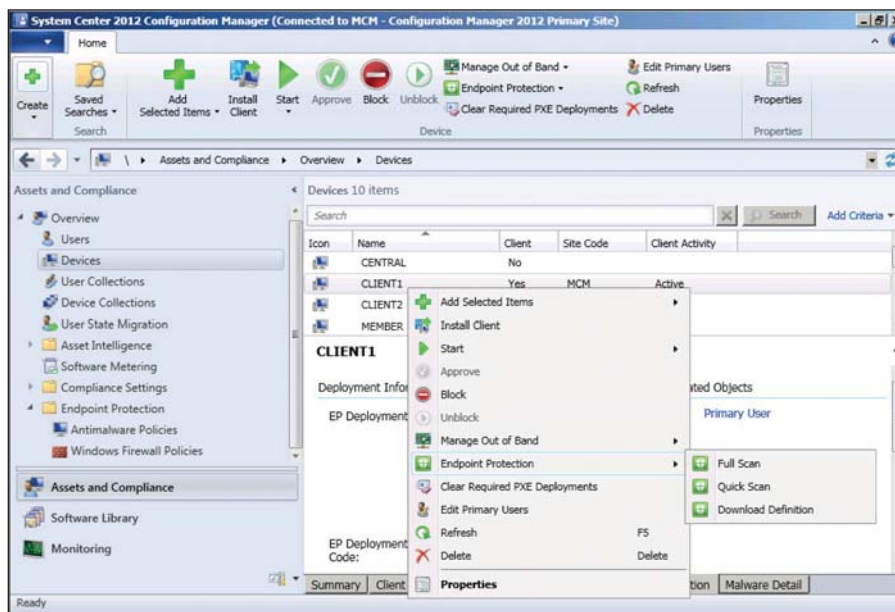 System Center 2012 Configuration Manager (Connected to MCM - Configuration Manager 2012 Primary Site)
Home
Create
Saved Searches
Search
Add Selected Items
Install Client
Start
Approve
Block
Unblock
Manage Out of Band
Endpoint Protection
Clear Required PXE Deployments
Edit Primary Users
Refresh
Delete
Device
Properties
Properties
\ Assets and Compliance Overview Devices
Assets and Compliance
Overview
Users
Devices
User Collections
Device Collections
User State Migration
Asset Intelligence
Software Metering
Compliance Settings
Endpoint Protection
Antimalware Policies
Windows Firewall Policies
Assets and Compliance
Software Library
Monitoring
Devices 10 items
Search
Search
Add Criteria
Icon Name Client Site Code Client Activity
CENTRAL No
CLIENT1 Yes MCM Active
CLIENT2
MEMBER
CLIENT1
Deployment Infor
ated Objects
EP Deployment
Primary User
EP Deployment
Code:
Add Selected Items
Install Client
Start
Approve
Block
Unblock
Manage Out of Band
Endpoint Protection
Clear Required PXE Deployments
Edit Primary Users
Refresh F5
Delete Delete
Properties
Full Scan
Quick Scan
Download Definition
Summary Client tion Malware Detail
Ready